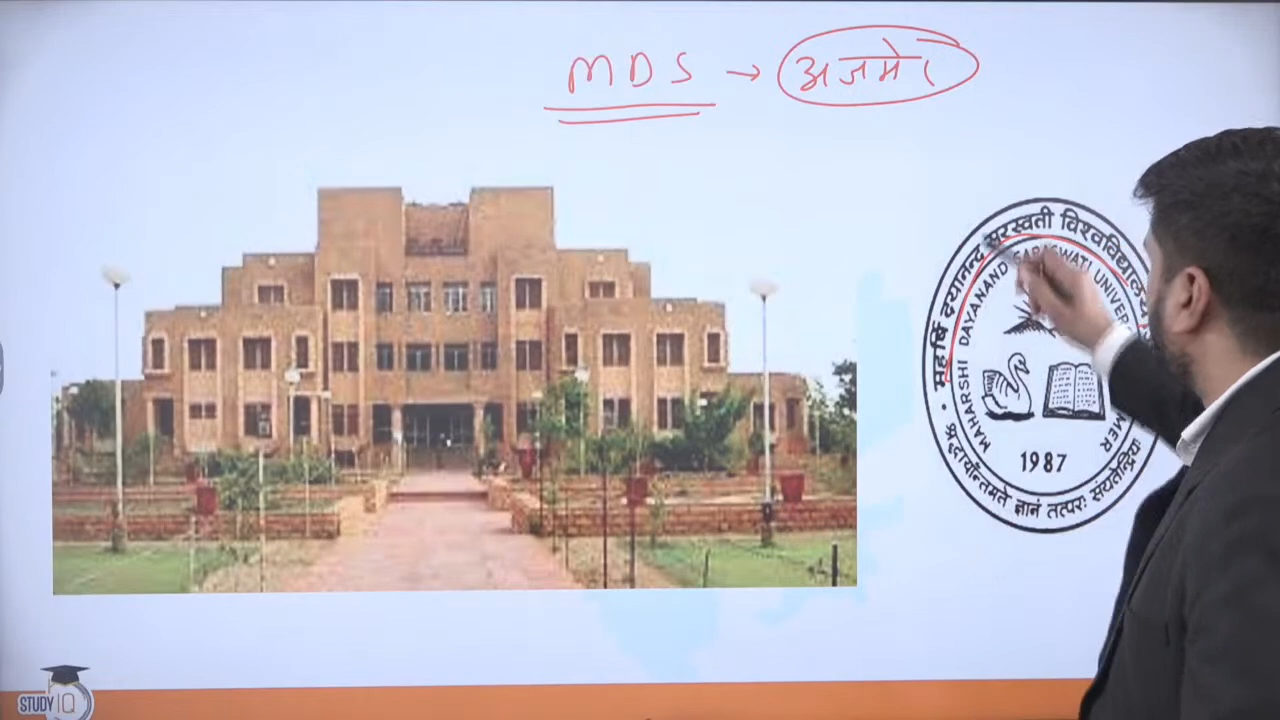 MDS → अजमेर
महर्षि दयानन्द सरस्वती विश्वविद्यालय
MAHARSHI DAYANAND SARASWATI UNIVER
MER
1987
श्रद्धावाँन्लभते ज्ञानं तत्परः संयतेन्द्रियः
STUDY IQ